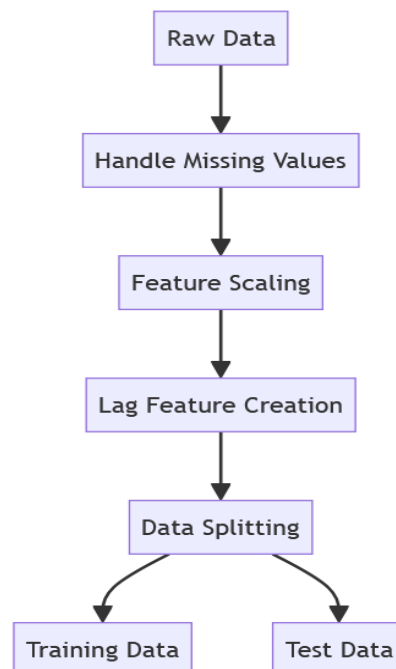 Raw Data
Handle Missing Values
Feature Scaling
Lag Feature Creation
Data Splitting
Training Data
Test Data